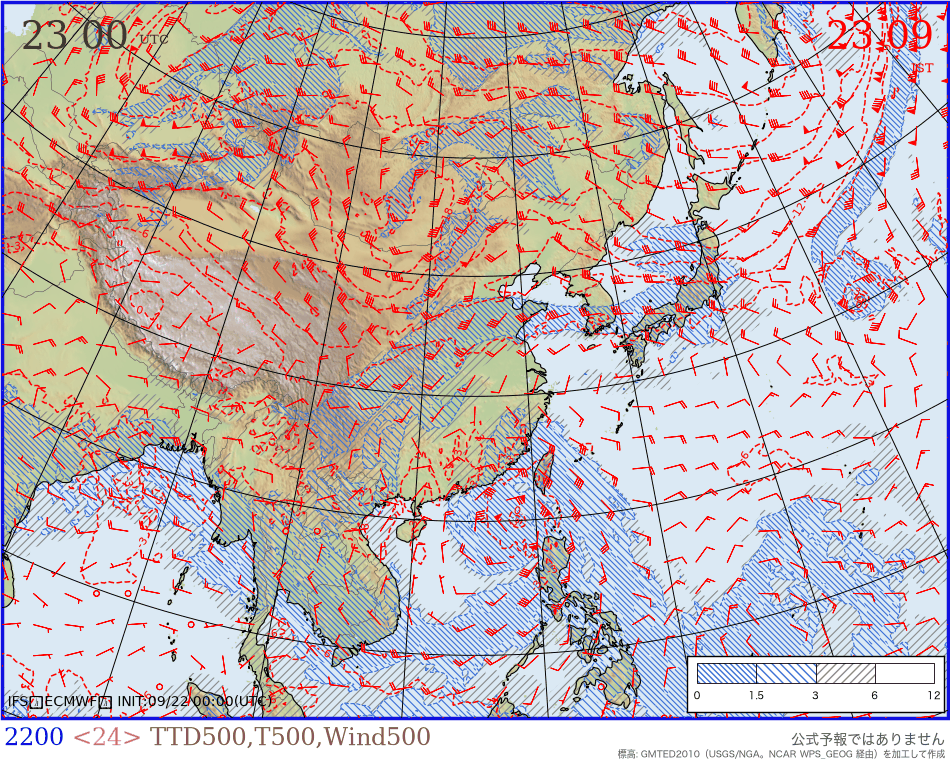 23 00 UTC
23 09
JST
IFS ECMWF INIT:09/22 00:00(UTC)
0 1.5 3 6 12
2200 <24> TTD500,T500,Wind500
公式予報ではありません
標高: GMTED2010（USGS/NGA。NCAR WPS_GEOG 経由）を加工して作成